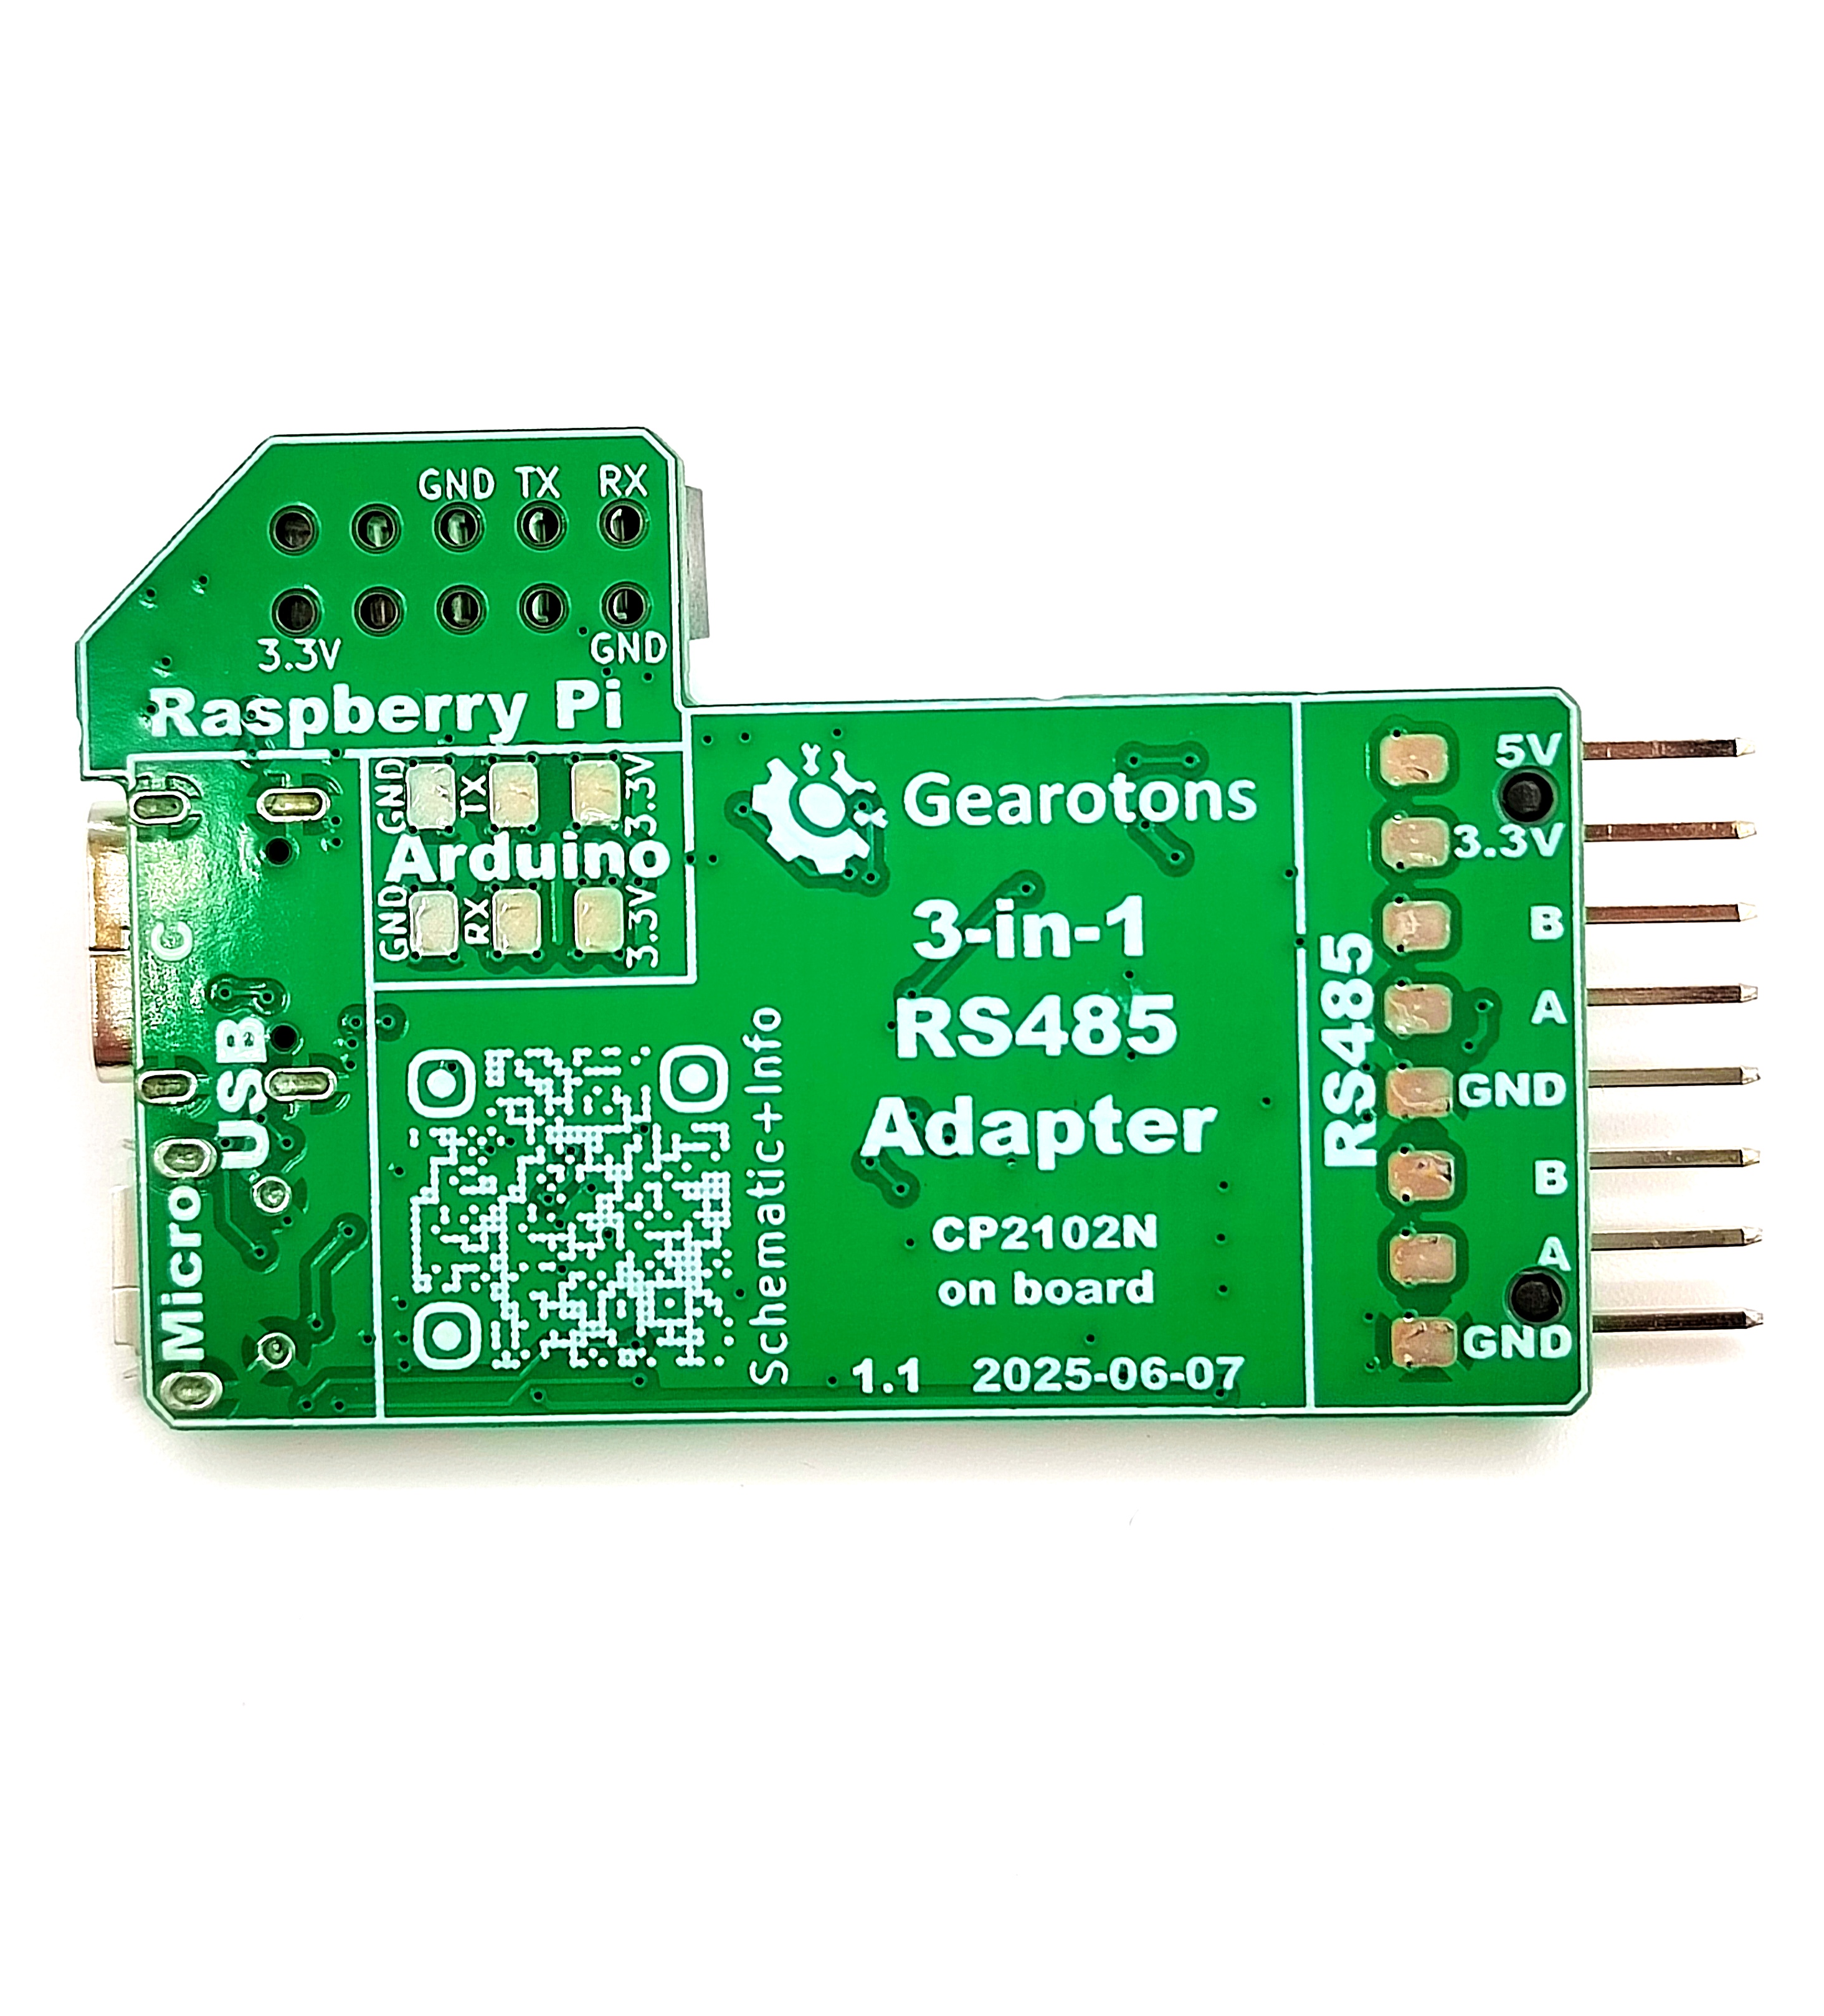 GND TX RX
3.3V GND
Raspberry Pi
GND TX 3.3V
Arduino
GND RX 3.3V
C
USB
Micro
Schematic+Info
Gearotons
3-in-1
RS485
Adapter
CP2102N
on board
1.1 2025-06-07
RS485
5V
3.3V
B
A
GND
B
A
GND